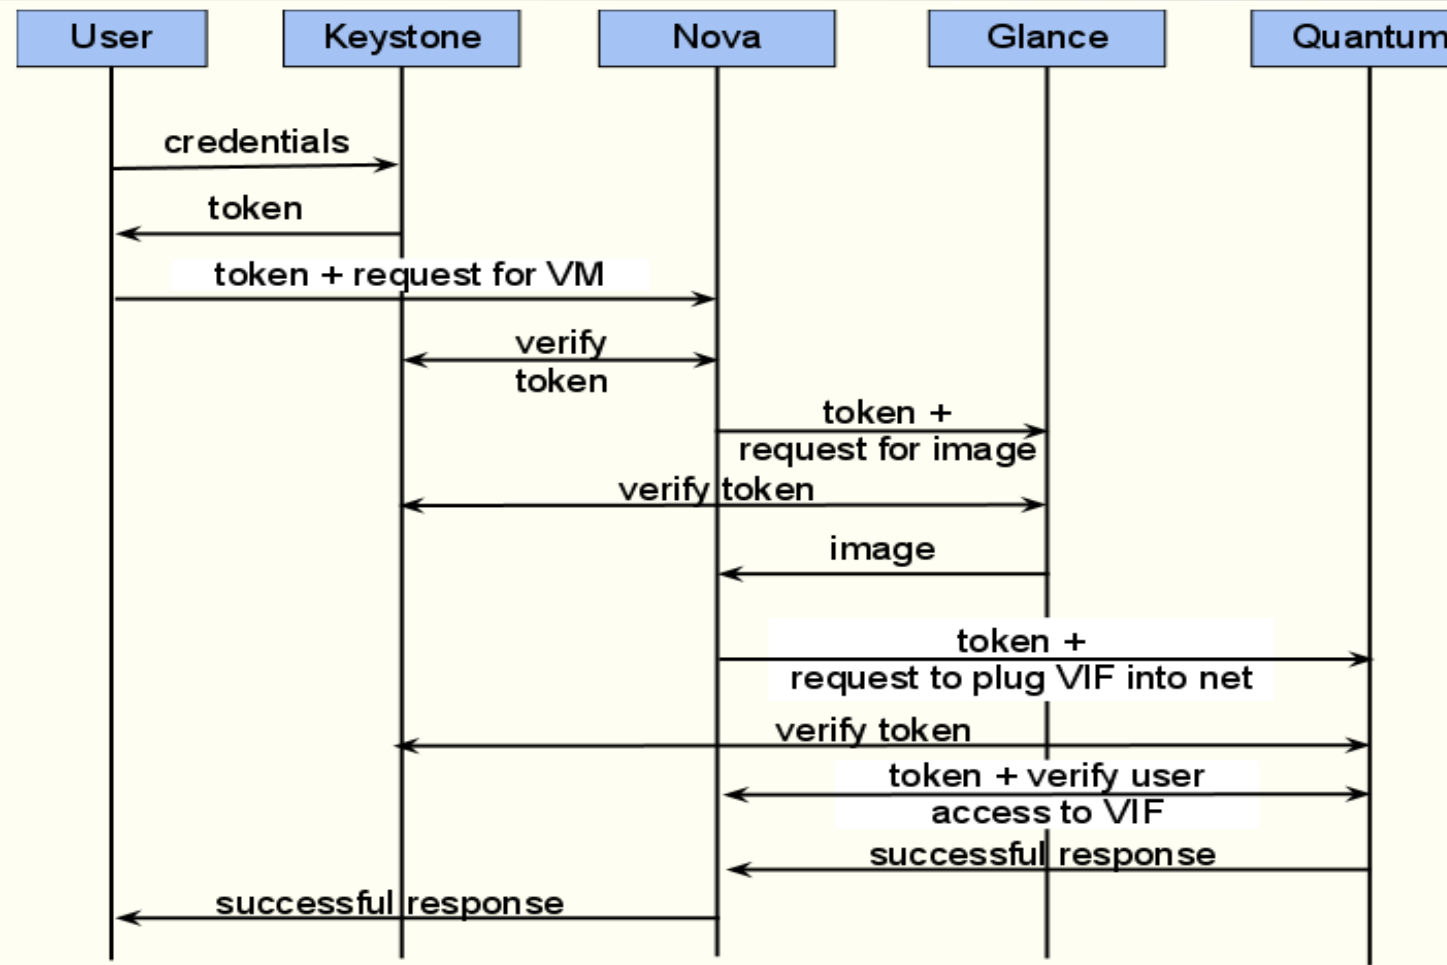 User
Keystone
Nova
Glance
Quantum
credentials
token
token + request for VM
verify
token
token +
request for image
verify token
image
token +
request to plug VIF into net
verify token
token + verify user
access to VIF
successful response
successful response